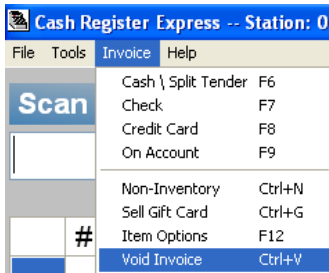 Cash Register Express -- Station: 0
File Tools Invoice Help
Scan
#
Cash \ Split Tender F6
Check F7
Credit Card F8
On Account F9
Non-Inventory Ctrl+N
Sell Gift Card Ctrl+G
Item Options F12
Void Invoice Ctrl+V